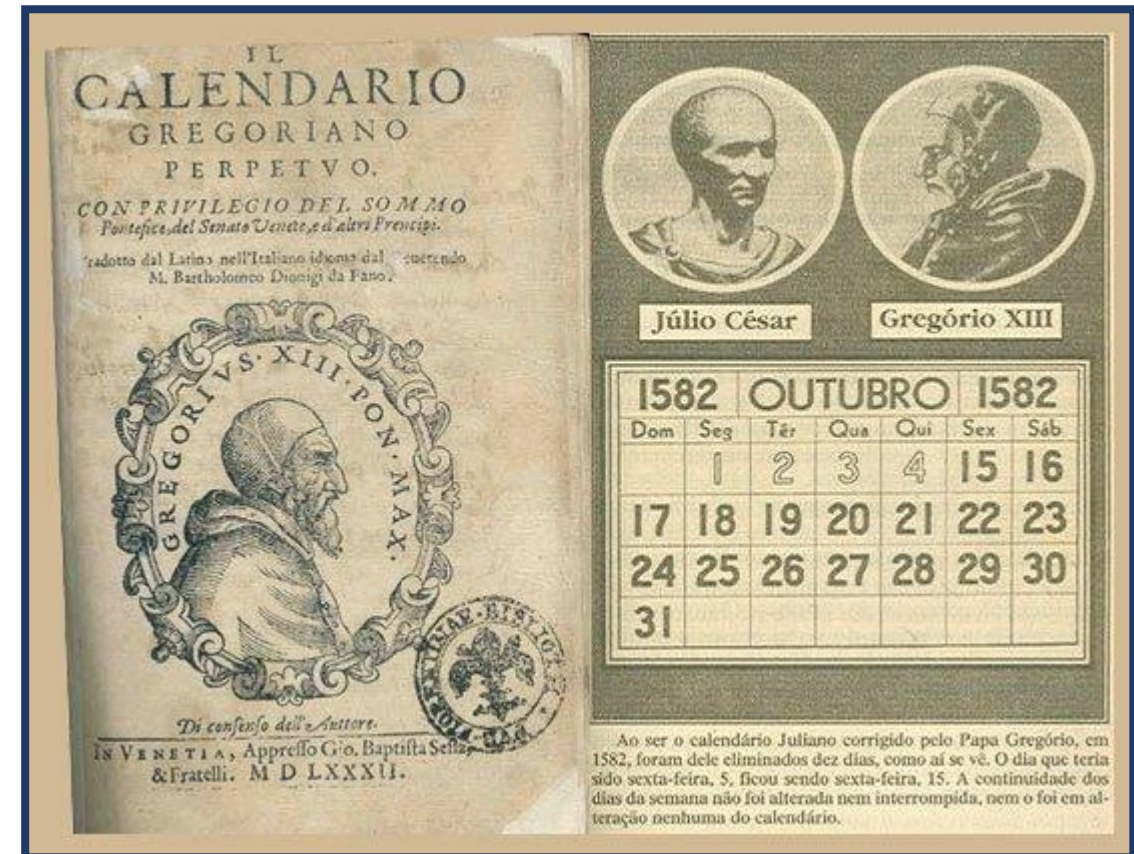 IL
CALENDARIO
GREGORIANO
PERPETVO.
CON PRIVILEGIO DEL SOMMO
Pontefice, del Senato Veneto, e d'altri Prencipi.
Tradotto dal Latino nell'Italiano idioma dal Reuerendo
M. Bartholomeo Dionigi da Fano.
GREGORIVS · XIII · PON · MAX ·
Di consenso dell'Auttore.
IN VENETIA, Appresso Gio. Baptista Sessa,
& Fratelli. M D LXXXII.
Júlio César
Gregório XIII
1582 OUTUBRO 1582
Dom Seg Têr Qua Qui Sex Sáb
1 2 3 4 15 16
17 18 19 20 21 22 23
24 25 26 27 28 29 30
31
Ao ser o calendário Juliano corrigido pelo Papa Gregório, em
1582, foram dele eliminados dez dias, como aí se vê. O dia que teria
sido sexta-feira, 5, ficou sendo sexta-feira, 15. A continuidade dos
dias da semana não foi alterada nem interrompida, nem o foi em al-
teração nenhuma do calendário.